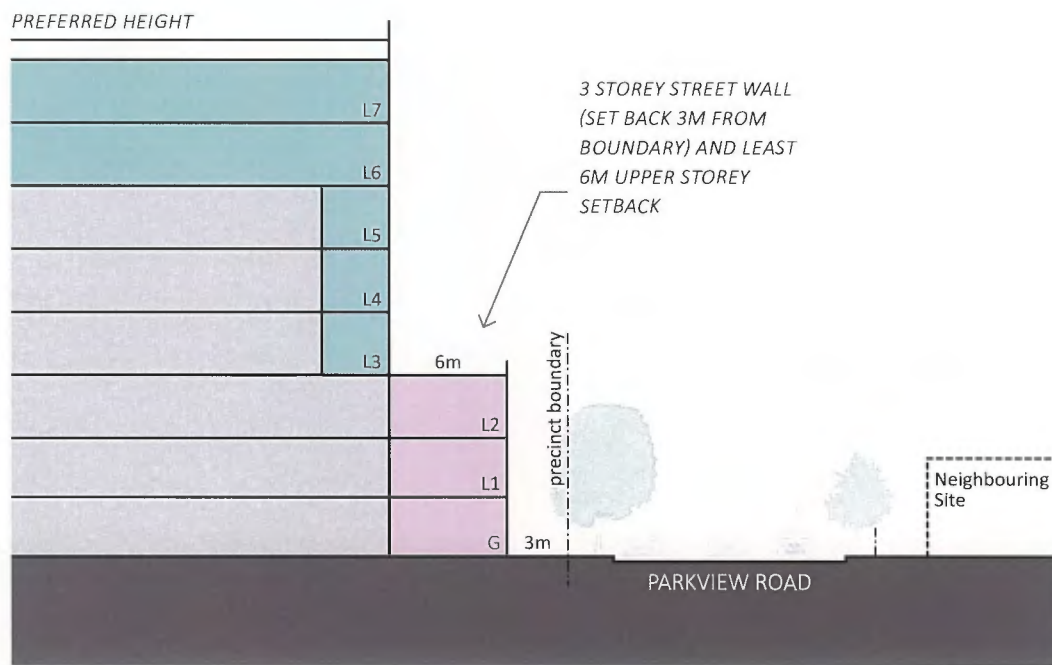 PREFERRED HEIGHT
3 STOREY STREET WALL
(SET BACK 3M FROM
BOUNDARY) AND LEAST
6M UPPER STOREY
SETBACK
L7
L6
L5
L4
L3
6m
L2
L1
G
3m
precinct boundary
Neighbouring
Site
PARKVIEW ROAD